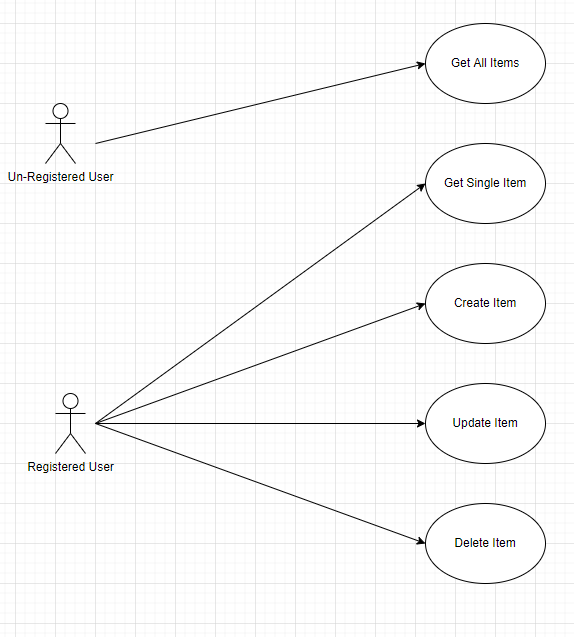 Get All Items
Un-Registered User
Get Single Item
Create Item
Update Item
Registered User
Delete Item